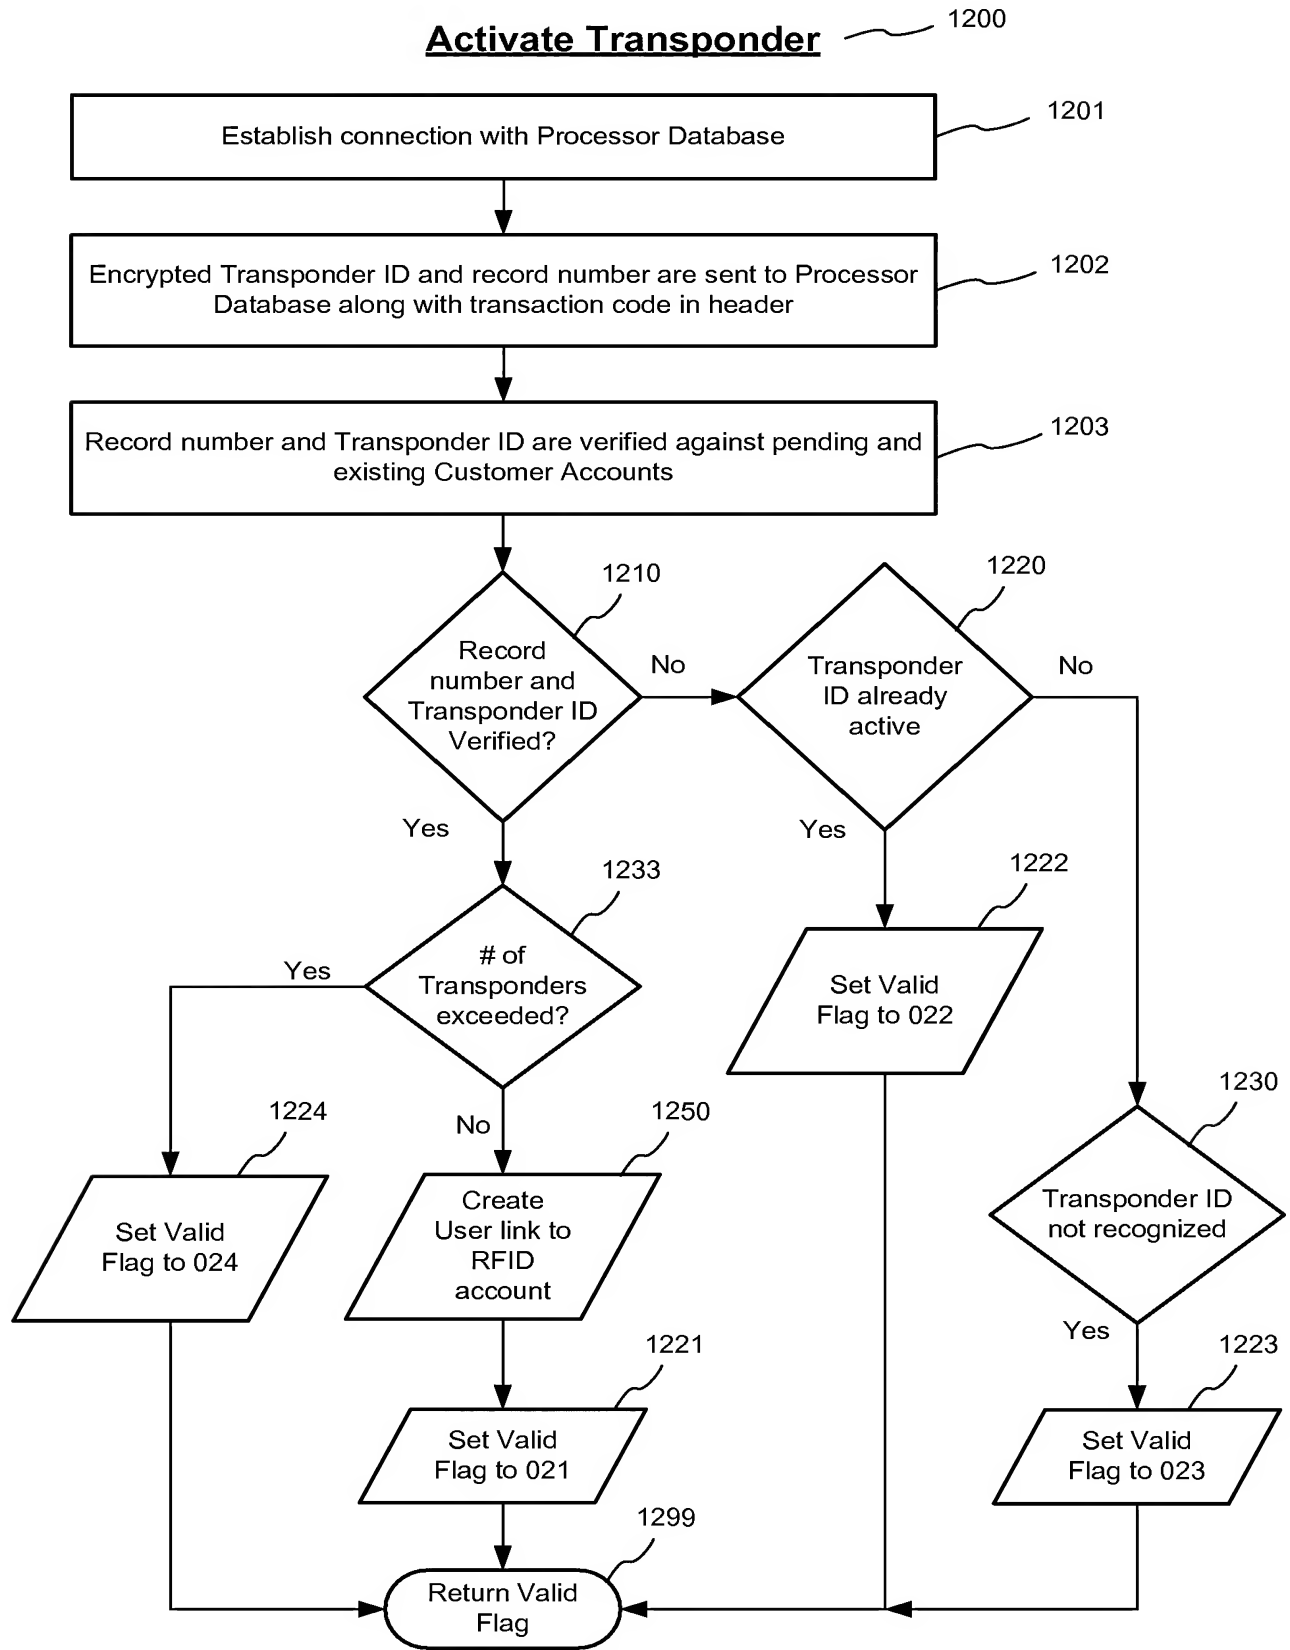 Activate Transponder
1200
Establish connection with Processor Database
1201
Encrypted Transponder ID and record number are sent to Processor
Database along with transaction code in header
1202
Record number and Transponder ID are verified against pending and
existing Customer Accounts
1203
1210
Record
number and
Transponder ID
Verified?
No
Yes
1220
Transponder
ID already
active
No
Yes
1233
# of
Transponders
exceeded?
Yes
No
1222
Set Valid
Flag to 022
1230
Transponder ID
not recognized
Yes
1224
Set Valid
Flag to 024
1250
Create
User link to
RFID
account
1221
Set Valid
Flag to 021
1223
Set Valid
Flag to 023
1299
Return Valid
Flag